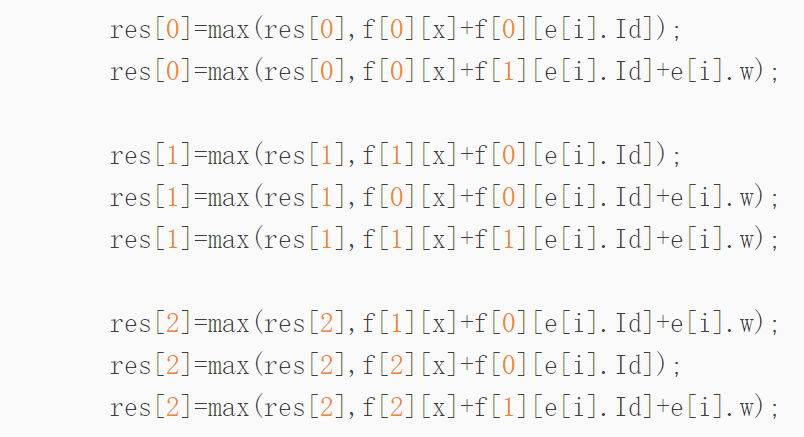 res[0]=max(res[0],f[0][x]+f[0][e[i].Id]);
res[0]=max(res[0],f[0][x]+f[1][e[i].Id]+e[i].w);
res[1]=max(res[1],f[1][x]+f[0][e[i].Id]);
res[1]=max(res[1],f[0][x]+f[0][e[i].Id]+e[i].w);
res[1]=max(res[1],f[1][x]+f[1][e[i].Id]+e[i].w);
res[2]=max(res[2],f[1][x]+f[0][e[i].Id]+e[i].w);
res[2]=max(res[2],f[2][x]+f[0][e[i].Id]);
res[2]=max(res[2],f[2][x]+f[1][e[i].Id]+e[i].w);